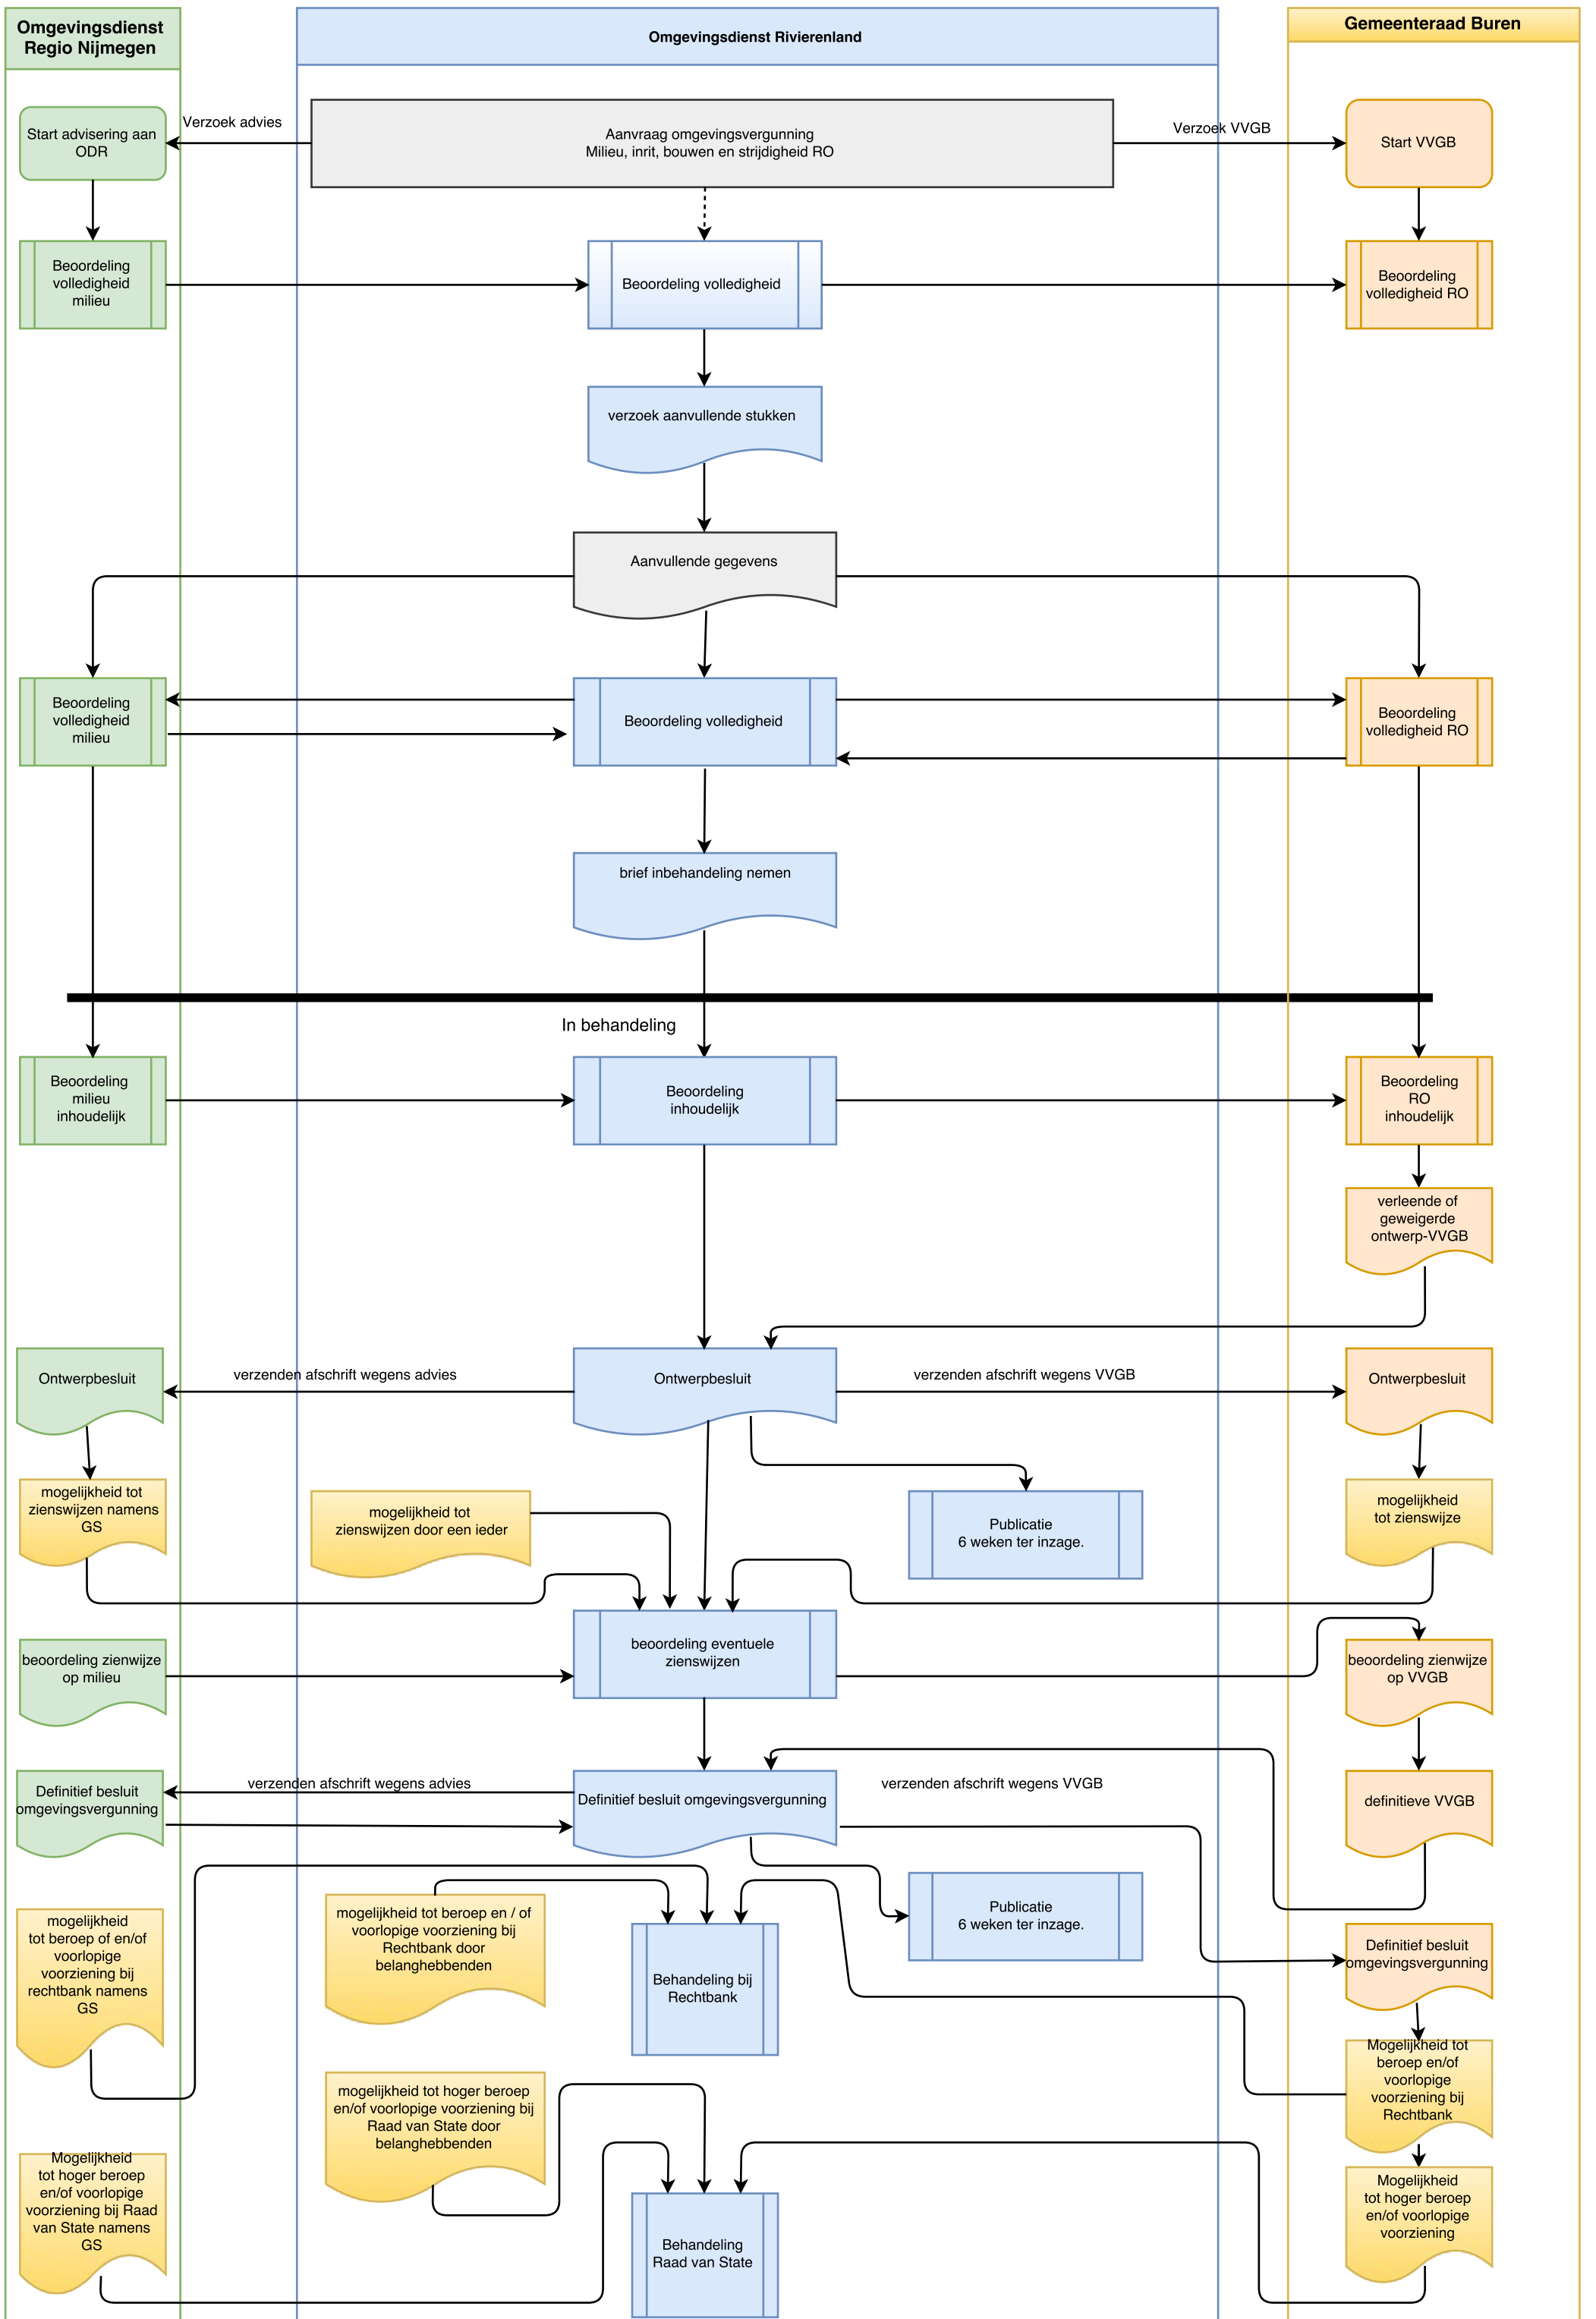 Omgevingsdienst
Regio Nijmegen
Omgevingsdienst Rivierenland
Gemeenteraad Buren
Start advisering aan
ODR
Verzoek advies
Aanvraag omgevingsvergunning
Milieu, inrit, bouwen en strijdigheid RO
Verzoek VVGB
Start VVGB
Beoordeling
volledigheid
milieu
Beoordeling volledigheid
Beoordeling
volledigheid RO
verzoek aanvullende stukken
Aanvullende gegevens
Beoordeling
volledigheid
milieu
Beoordeling volledigheid
Beoordeling
volledigheid RO
brief inbehandeling nemen
In behandeling
Beoordeling
milieu
inhoudelijk
Beoordeling
inhoudelijk
Beoordeling
RO
inhoudelijk
verleende of
geweigerde
ontwerp-VVGB
Ontwerpbesluit
verzenden afschrift wegens advies
Ontwerpbesluit
verzenden afschrift wegens VVGB
Ontwerpbesluit
mogelijkheid tot
zienswijzen namens
GS
mogelijkheid tot
zienswijzen door een ieder
Publicatie
6 weken ter inzage.
mogelijkheid
tot zienswijze
beoordeling zienwijze
op milieu
beoordeling eventuele
zienswijzen
beoordeling zienwijze
op VVGB
Definitief besluit
omgevingsvergunning
verzenden afschrift wegens advies
Definitief besluit omgevingsvergunning
verzenden afschrift wegens VVGB
definitieve VVGB
mogelijkheid
tot beroep of en/of
voorlopige
voorziening bij
rechtbank namens
GS
mogelijkheid tot beroep en / of
voorlopige voorziening bij
Rechtbank door
belanghebbenden
Behandeling bij
Rechtbank
Publicatie
6 weken ter inzage.
Definitief besluit
omgevingsvergunning
Mogelijkheid tot
beroep en/of
voorlopige
voorziening bij
Rechtbank
mogelijkheid tot hoger beroep
en/of voorlopige voorziening bij
Raad van State door
belanghebbenden
Mogelijkheid
tot hoger beroep
en/of voorlopige
voorziening bij Raad
van State namens
GS
Behandeling
Raad van State
Mogelijkheid
tot hoger beroep
en/of voorlopige
voorziening